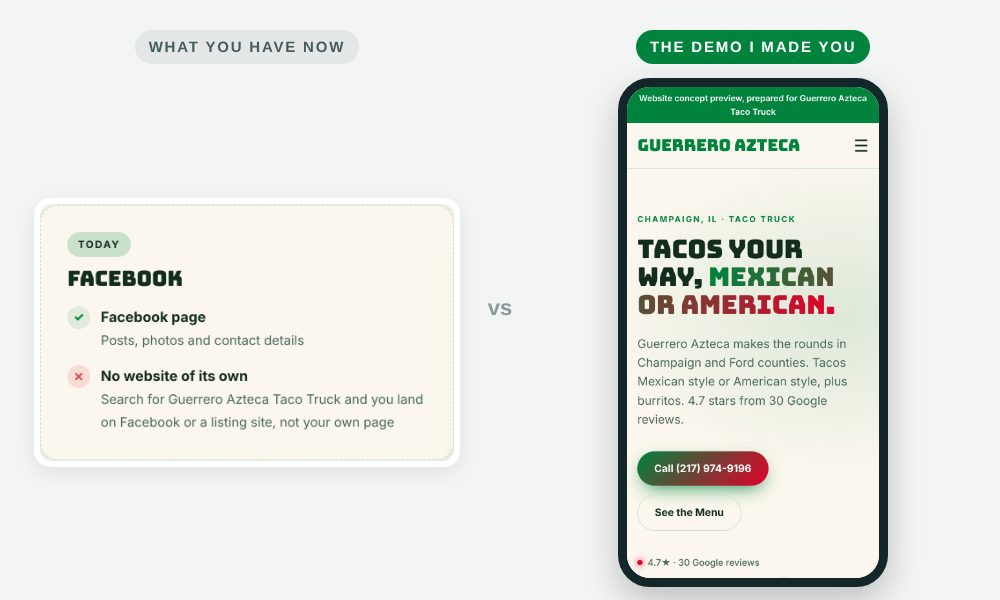 WHAT YOU HAVE NOW
TODAY
FACEBOOK
Facebook page
Posts, photos and contact details
No website of its own
Search for Guerrero Azteca Taco Truck and you land
on Facebook or a listing site, not your own page
vs
THE DEMO I MADE YOU
Website concept preview, prepared for Guerrero Azteca
Taco Truck
GUERRERO AZTECA
CHAMPAIGN, IL · TACO TRUCK
TACOS YOUR
WAY, MEXICAN
OR AMERICAN.
Guerrero Azteca makes the rounds in
Champaign and Ford counties. Tacos
Mexican style or American style, plus
burritos. 4.7 stars from 30 Google
reviews.
Call (217) 974-9196
See the Menu
4.7★ · 30 Google reviews